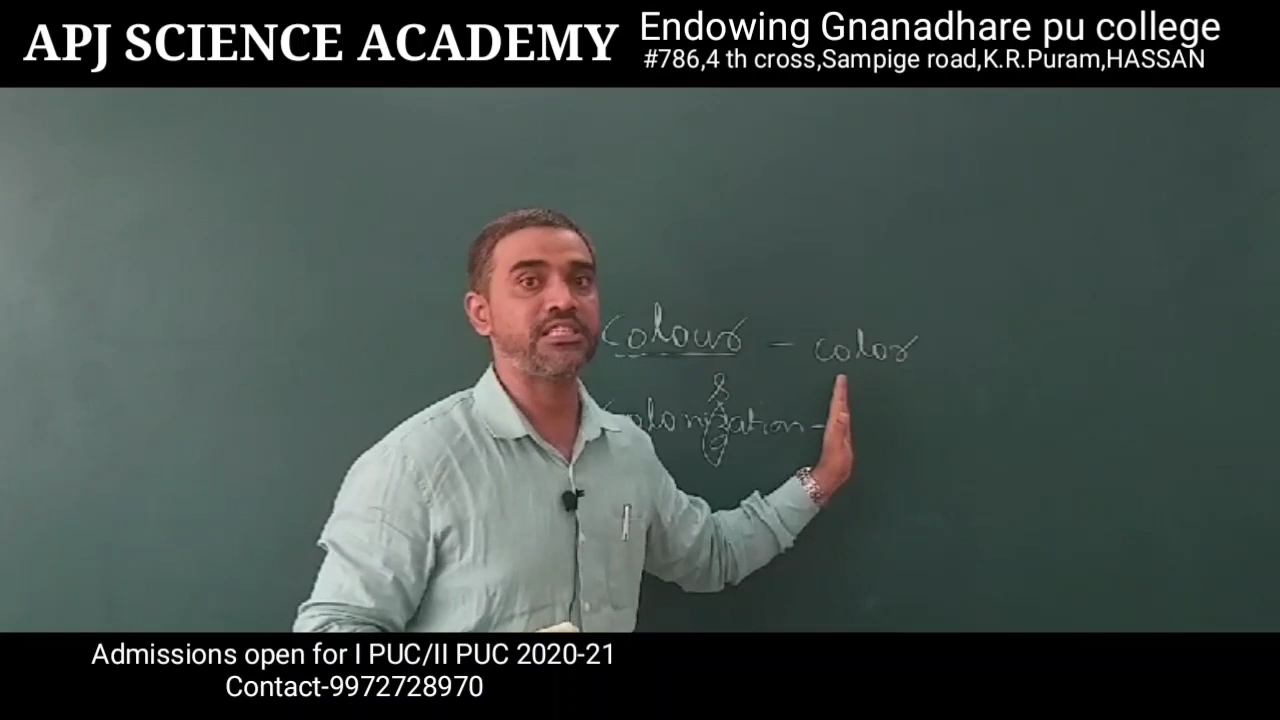 APJ SCIENCE ACADEMY
Endowing Gnanadhare pu college
#786,4 th cross,Sampige road,K.R.Puram,HASSAN
colour - color
s
colonization -
Admissions open for I PUC/II PUC 2020-21
Contact-9972728970